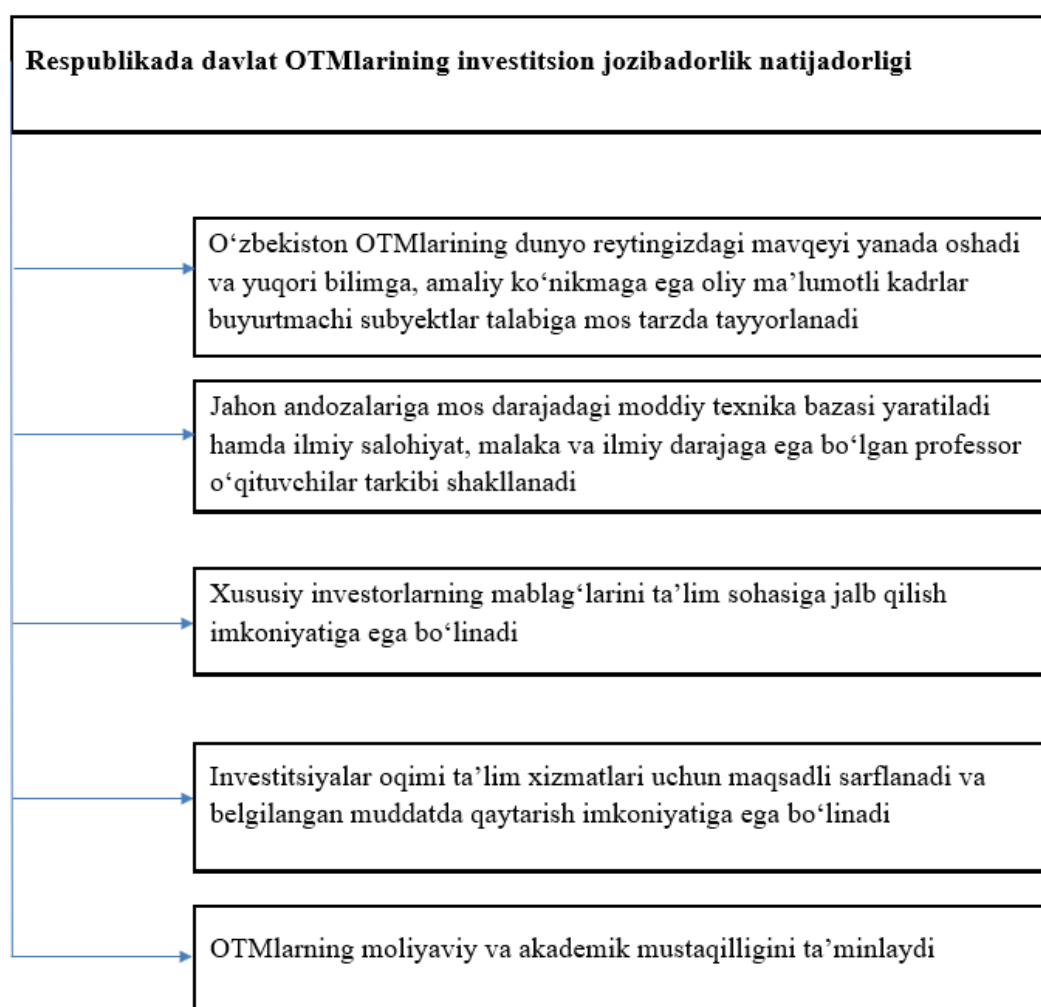 Respublikada davlat OTMlarining investitsion jozibadorlik natijadorligi
O‘zbekiston OTMlarining dunyo reytingizdagi mavqeyi yanada oshadi
va yuqori bilimga, amaliy ko‘nikmaga ega oliy ma’lumotli kadrlar
buyurtmachi subyektlar talabiga mos tarzda tayyorlanadi
Jahon andozalariga mos darajadagi moddiy texnika bazasi yaratiladi
hamda ilmiy salohiyat, malaka va ilmiy darajaga ega bo‘lgan professor
o‘qituvchilar tarkibi shakllanadi
Xususiy investorlarning mablag‘larini ta’lim sohasiga jalb qilish
imkoniyatiga ega bo‘linadi
Investitsiyalar oqimi ta’lim xizmatlari uchun maqsadli sarflanadi va
belgilangan muddatda qaytarish imkoniyatiga ega bo‘linadi
OTMlarning moliyaviy va akademik mustaqilligini ta’minlaydi